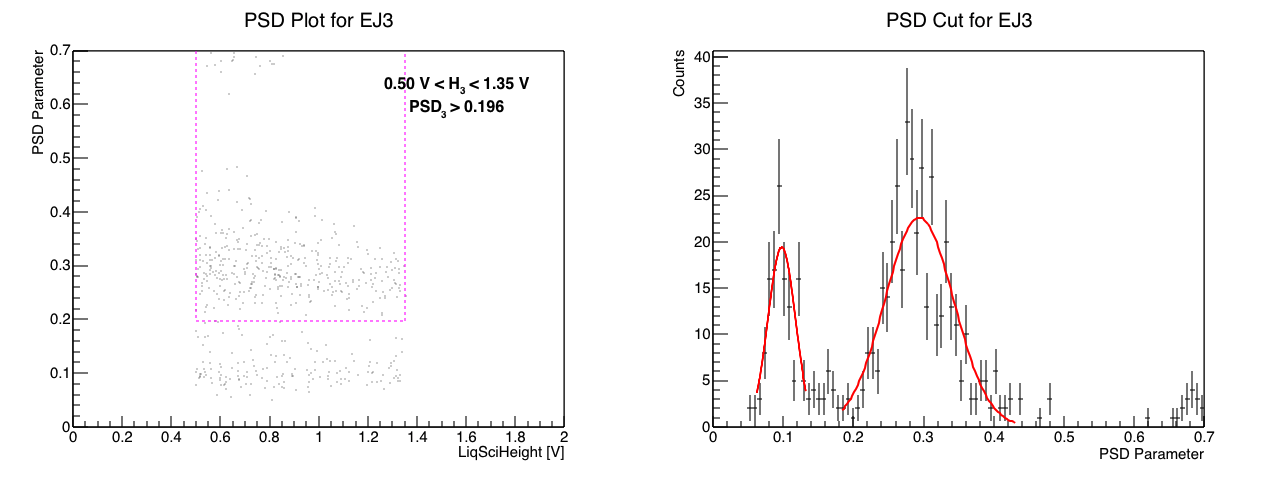 PSD Plot for EJ3
PSD Parameter
0.7
0.6
0.5
0.4
0.3
0.2
0.1
0
0.50 V < H3 < 1.35 V
PSD3 > 0.196
0 0.2 0.4 0.6 0.8 1 1.2 1.4 1.6 1.8 2
LiqSciHeight [V]
PSD Cut for EJ3
Counts
40
35
30
25
20
15
10
5
0
0 0.1 0.2 0.3 0.4 0.5 0.6 0.7
PSD Parameter